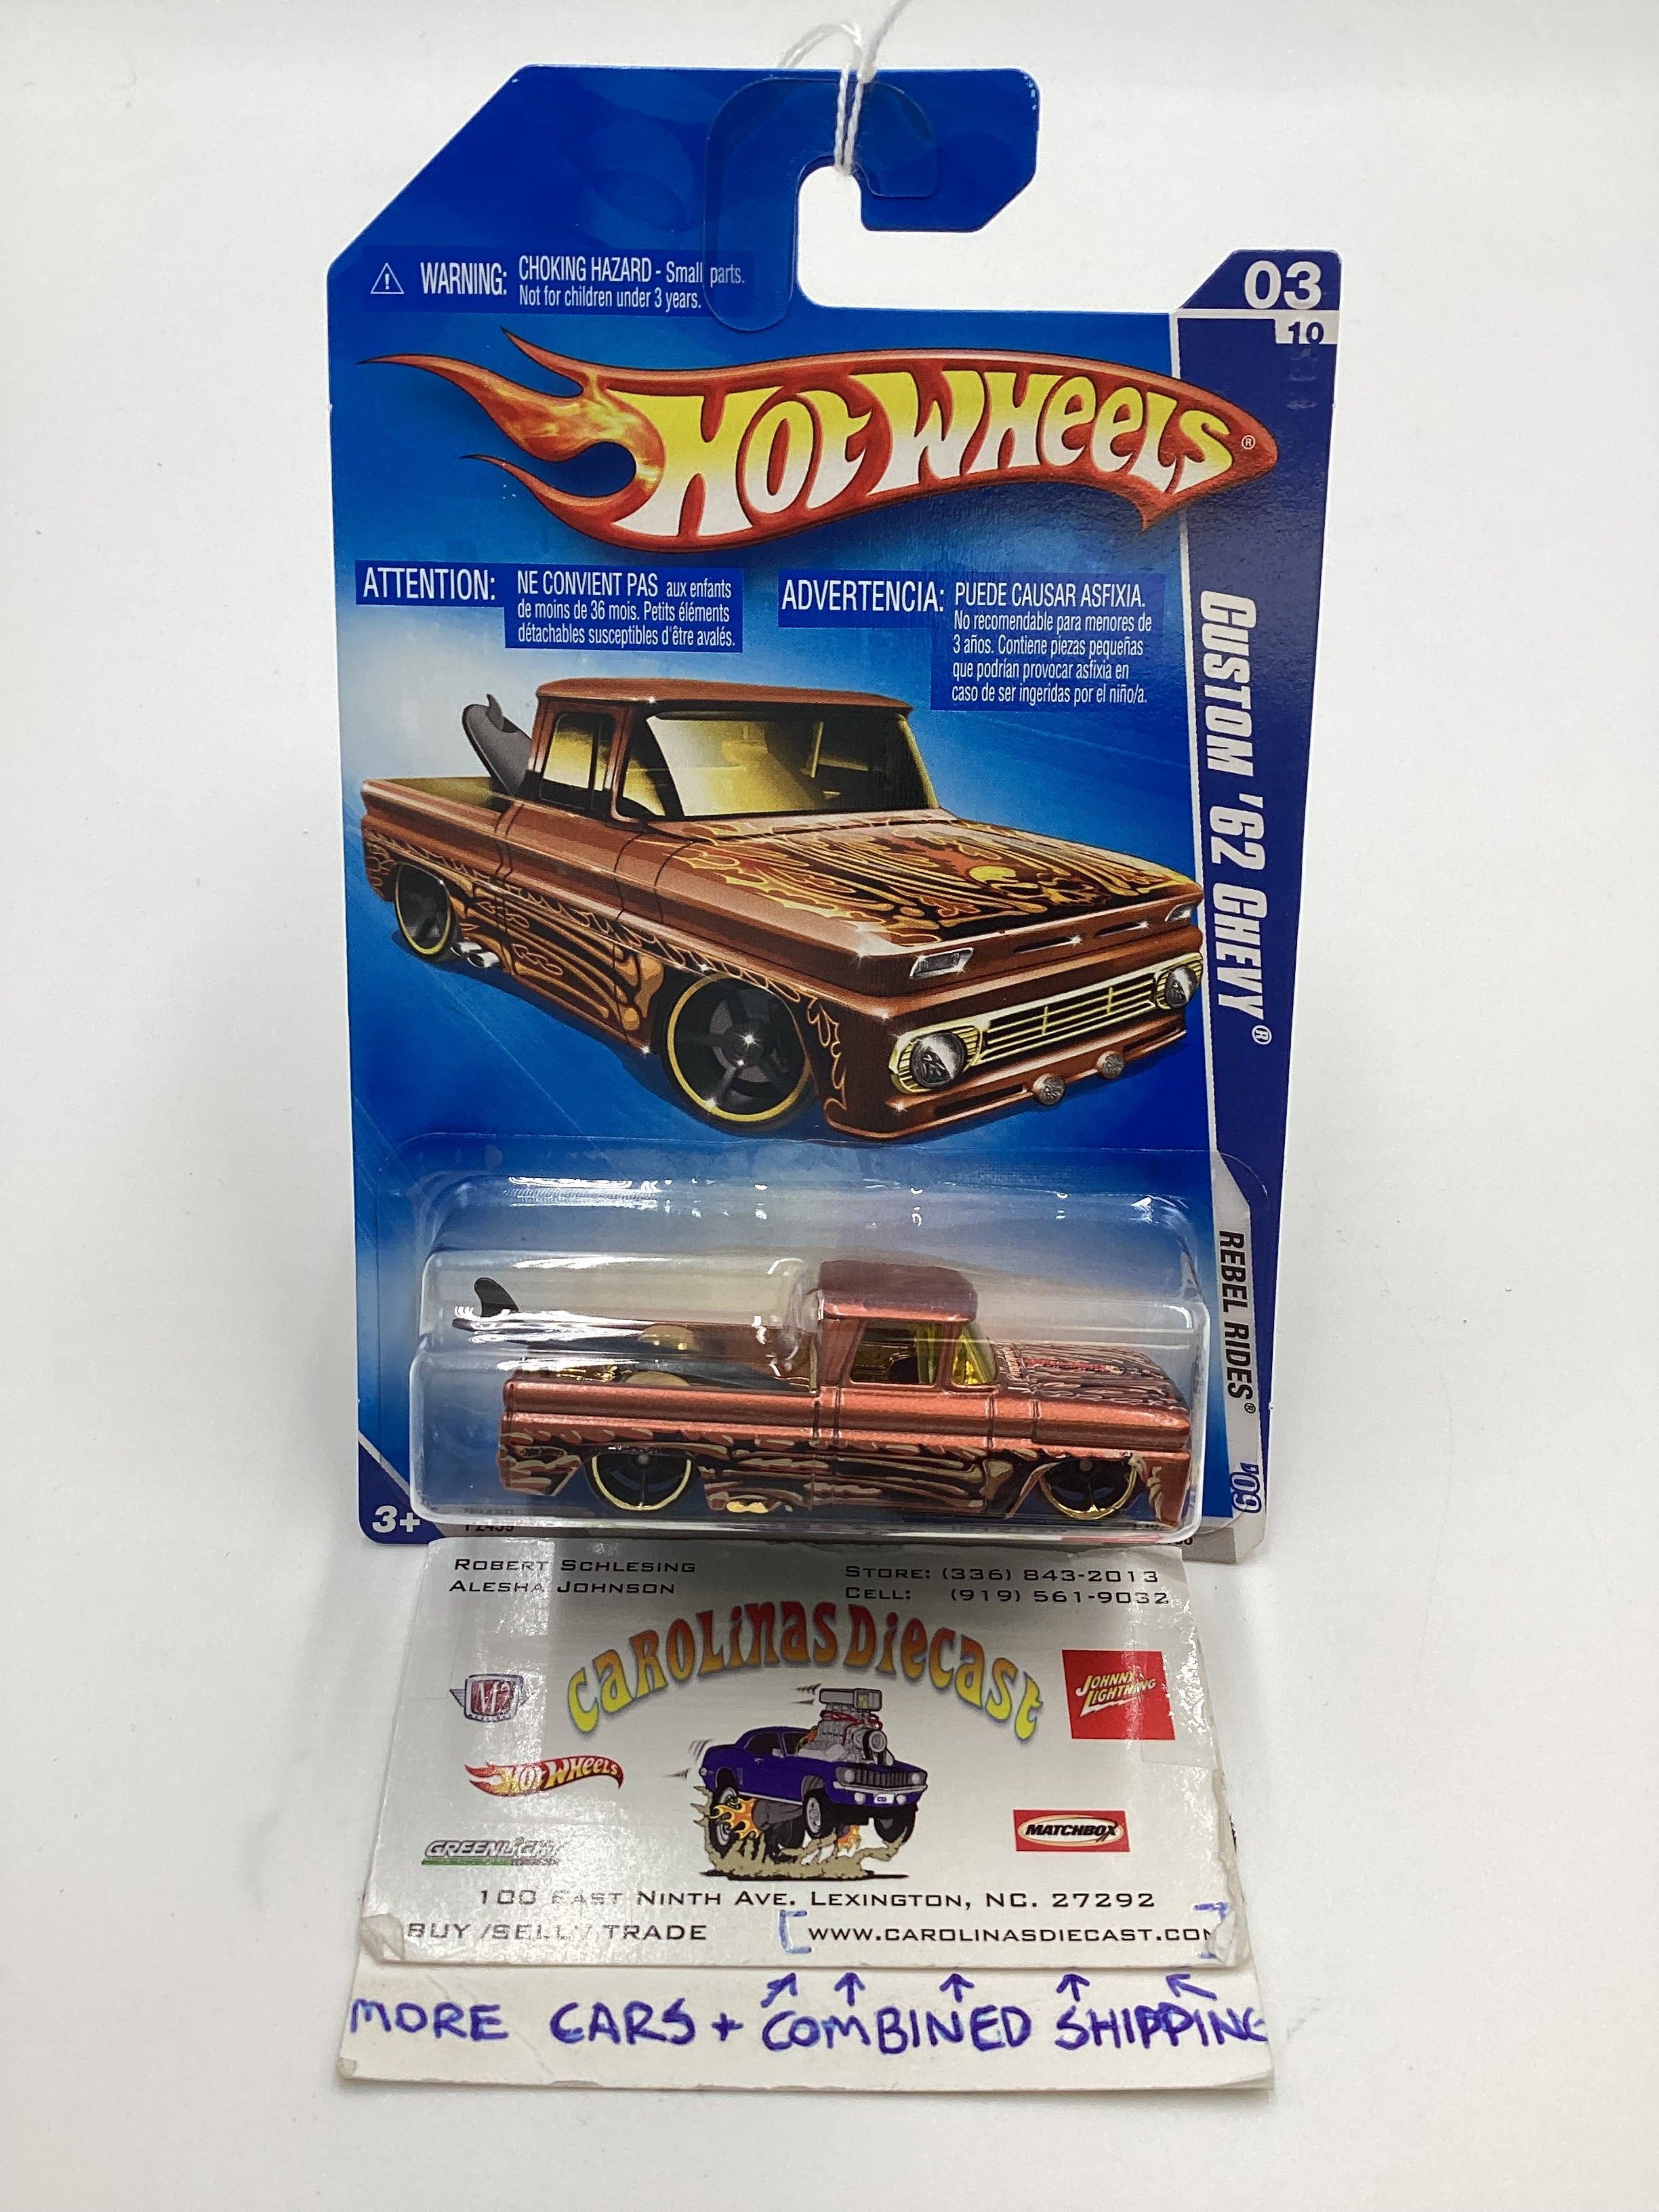 WARNING: CHOKING HAZARD - Small parts.
Not for children under 3 years.
03
10
HOT WHEELS ®
ATTENTION: NE CONVIENT PAS aux enfants
de moins de 36 mois. Petits éléments
détachables susceptibles d'être avalés.
ADVERTENCIA: PUEDE CAUSAR ASFIXIA.
No recomendable para menores de
3 años. Contiene piezas pequeñas
que podrían provocar asfixia en
caso de ser ingeridas por el niño/a.
CUSTOM '62 CHEVY®
REBEL RIDES®
'09
3+
ROBERT SCHLESING
ALESHA JOHNSON
STORE: (336) 843-2013
CELL: (919) 561-9032
CAROLINAS DIECAST
M2
JOHNNY
LIGHTNING
HOT WHEELS
GREENLIGHT
MATCHBOX
100 EAST NINTH AVE. LEXINGTON, NC. 27292
BUY /SELL / TRADE [ WWW.CAROLINASDIECAST.COM ]
MORE CARS + COMBINED SHIPPING